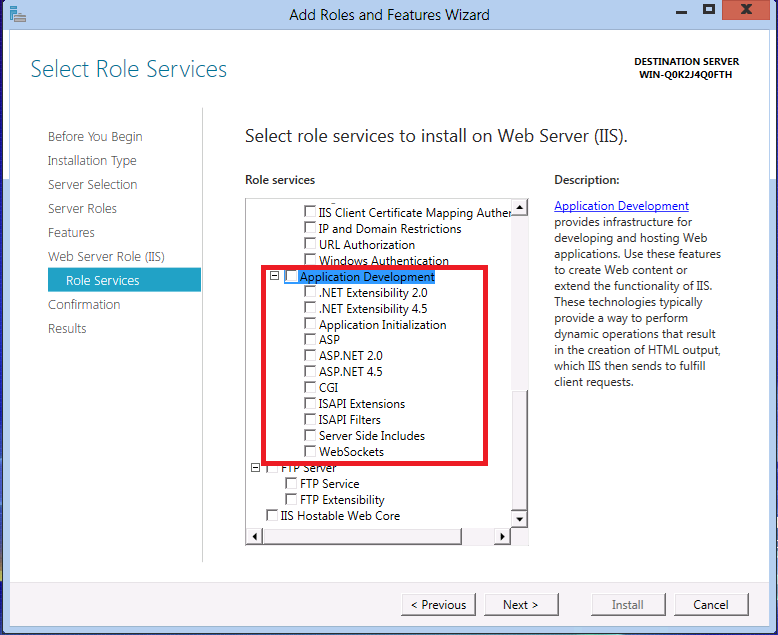 Add Roles and Features Wizard
Select Role Services
DESTINATION SERVER
WIN-Q0K2J4Q0FTH
Before You Begin
Installation Type
Server Selection
Server Roles
Features
Web Server Role (IIS)
Role Services
Confirmation
Results
Select role services to install on Web Server (IIS).
Role services
IIS Client Certificate Mapping Authen
IP and Domain Restrictions
URL Authorization
Windows Authentication
Application Development
.NET Extensibility 2.0
.NET Extensibility 4.5
Application Initialization
ASP
ASP.NET 2.0
ASP.NET 4.5
CGI
ISAPI Extensions
ISAPI Filters
Server Side Includes
WebSockets
FTP Server
FTP Service
FTP Extensibility
IIS Hostable Web Core
Description:
Application Development
provides infrastructure for
developing and hosting Web
applications. Use these features
to create Web content or
extend the functionality of IIS.
These technologies typically
provide a way to perform
dynamic operations that result
in the creation of HTML output,
which IIS then sends to fulfill
client requests.
< Previous
Next >
Install
Cancel